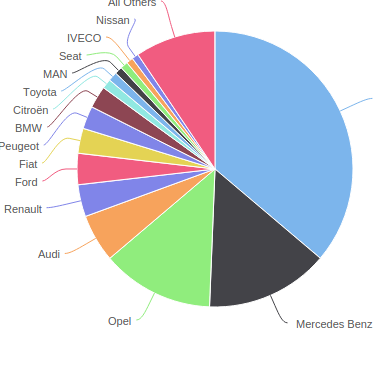 All Others
Nissan
IVECO
Seat
MAN
Toyota
Citroën
BMW
Peugeot
Fiat
Ford
Renault
Audi
Opel
Mercedes Benz